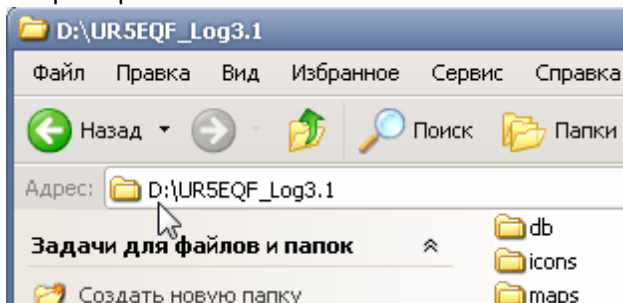 D:\UR5EQF_Log3.1
Файл Правка Вид Избранное Сервис Справка
Назад Поиск Папки
Адрес: D:\UR5EQF_Log3.1
Задачи для файлов и папок
db
icons
Создать новую папку
maps